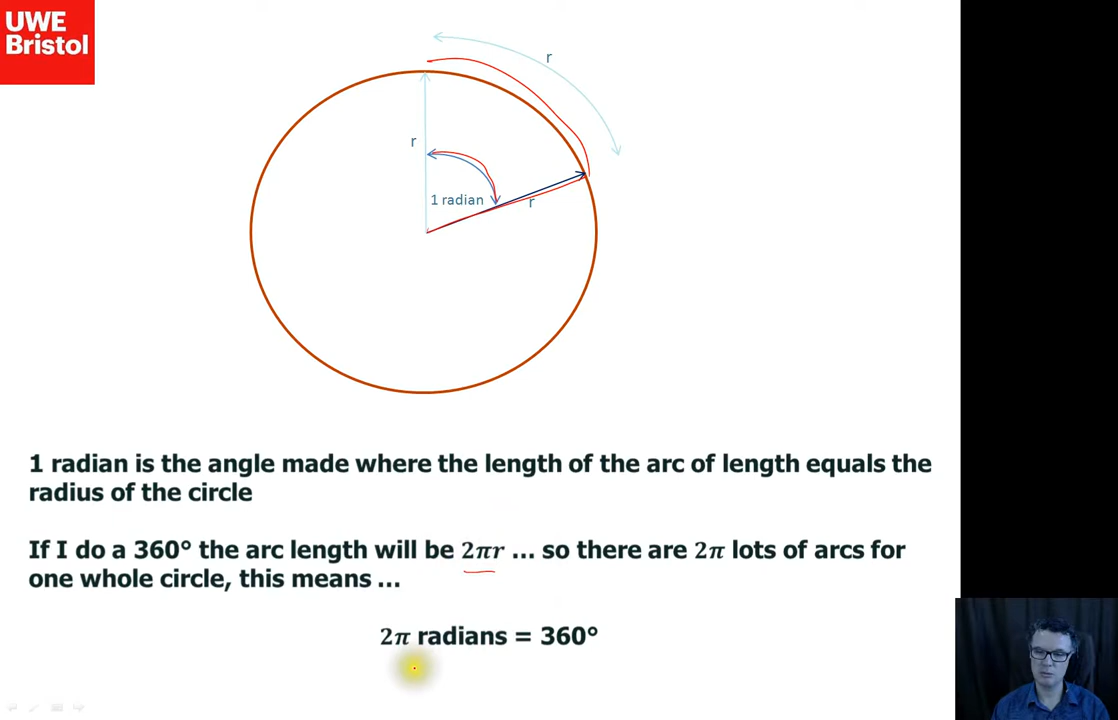 UWE
Bristol
r
r
1 radian
r
1 radian is the angle made where the length of the arc of length equals the
radius of the circle
If I do a 360° the arc length will be 2𝜋r ... so there are 2𝜋 lots of arcs for
one whole circle, this means ...
2𝜋 radians = 360°